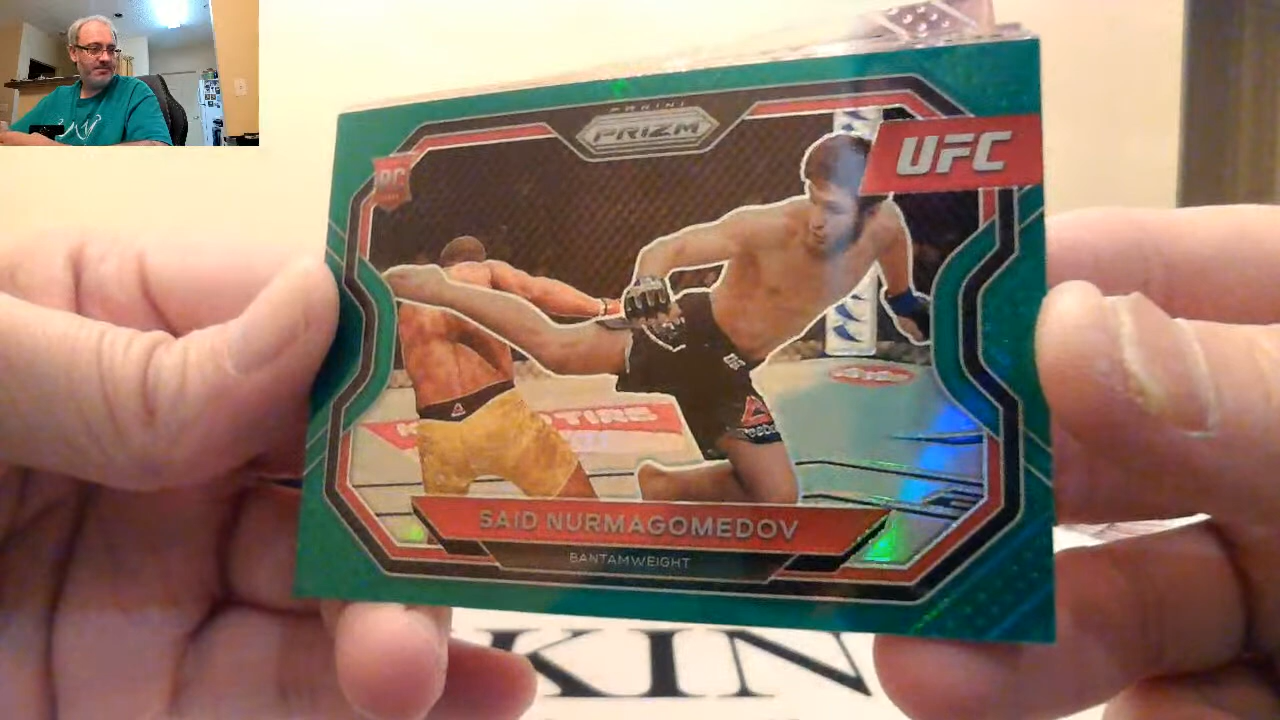 PANINI
PRIZM
UFC
RC
SAID NURMAGOMEDOV
BANTAMWEIGHT
KIN